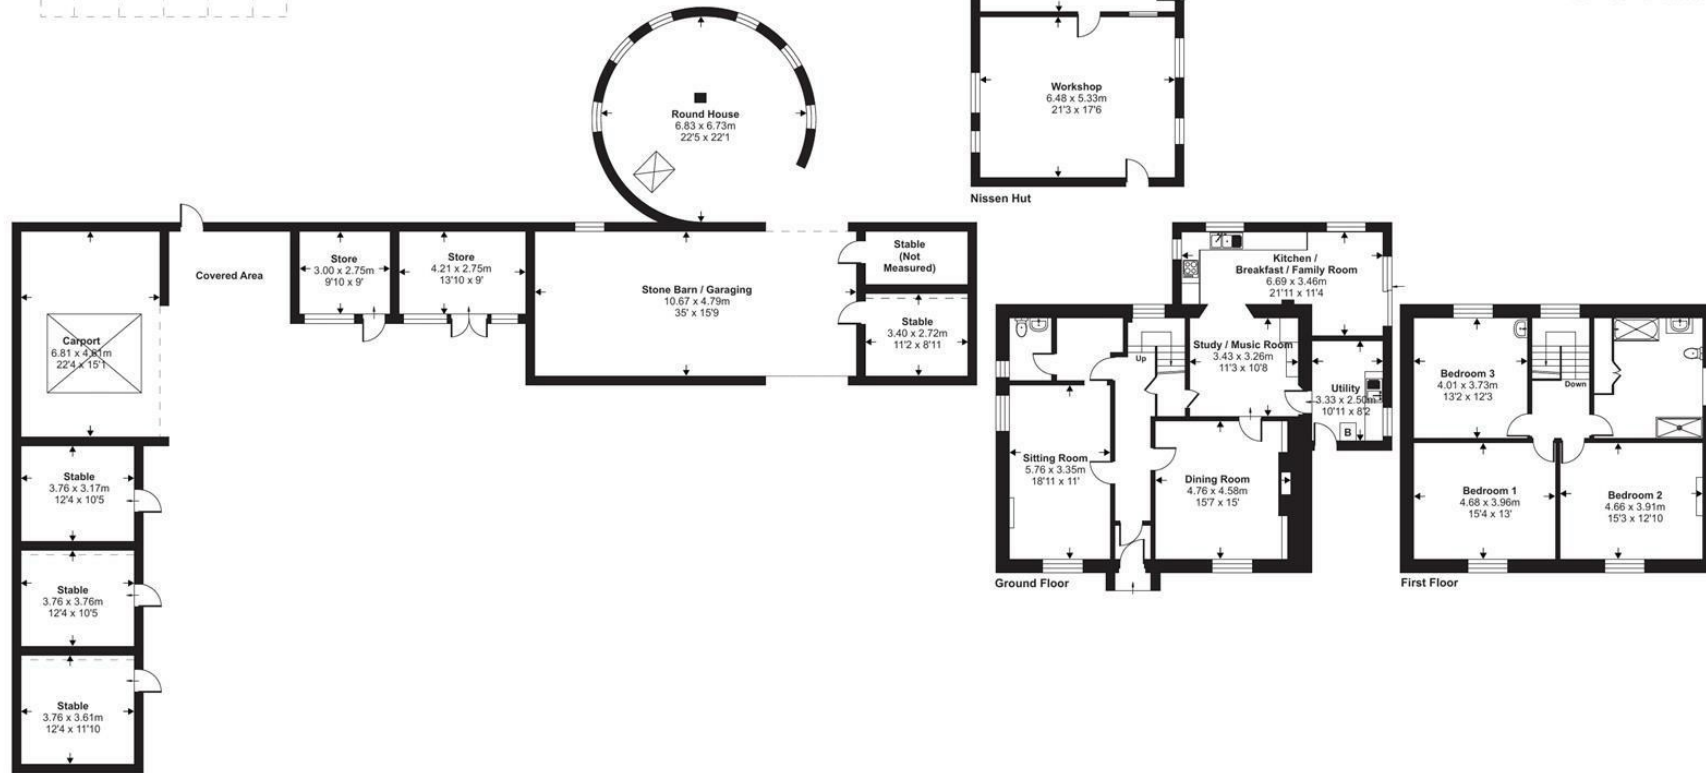 Workshop
6.48 x 5.33m
21'3 x 17'6
Nissen Hut
Round House
6.83 x 6.73m
22'5 x 22'1
Covered Area
Store
3.00 x 2.75m
9'10 x 9'
Store
4.21 x 2.75m
13'10 x 9'
Stone Barn / Garaging
10.67 x 4.79m
35' x 15'9
Stable
(Not
Measured)
Stable
3.40 x 2.72m
11'2 x 8'11
Carport
6.81 x 4.61m
22'4 x 15'1
Stable
3.76 x 3.17m
12'4 x 10'5
Stable
3.76 x 3.76m
12'4 x 10'5
Stable
3.76 x 3.61m
12'4 x 11'10
Kitchen /
Breakfast / Family Room
6.69 x 3.46m
21'11 x 11'4
Study / Music Room
3.43 x 3.26m
11'3 x 10'8
Up
Utility
3.33 x 2.50m
10'11 x 8'2
B
Sitting Room
5.76 x 3.35m
18'11 x 11'
Dining Room
4.76 x 4.58m
15'7 x 15'
Ground Floor
Bedroom 3
4.01 x 3.73m
13'2 x 12'3
Down
Bedroom 1
4.68 x 3.96m
15'4 x 13'
Bedroom 2
4.66 x 3.91m
15'3 x 12'10
First Floor